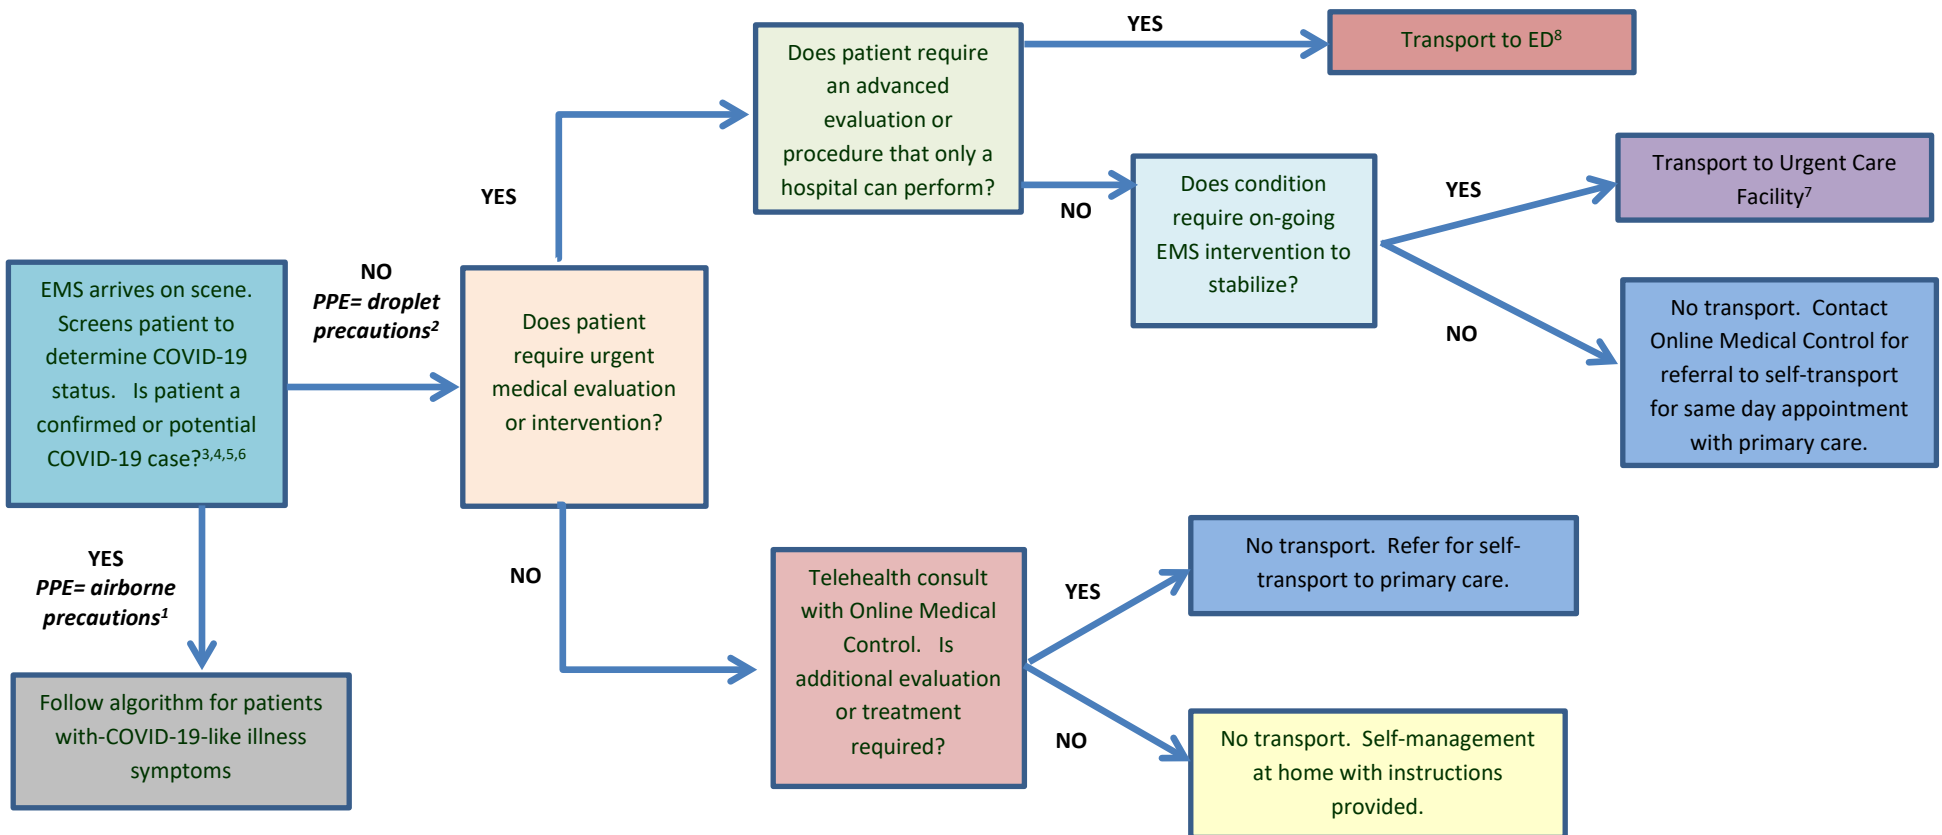 EMS arrives on scene.
Screens patient to
determine COVID-19
status.   Is patient a
confirmed or potential
COVID-19 case?3,4,5,6
YES
PPE= airborne
precautions1
Follow algorithm for patients
with-COVID-19-like illness
symptoms
NO
PPE= droplet
precautions2
Does patient
require urgent
medical evaluation
or intervention?
YES
Does patient require
an advanced
evaluation or
procedure that only a
hospital can perform?
YES
Transport to ED8
NO
Does condition
require on-going
EMS intervention to
stabilize?
YES
Transport to Urgent Care
Facility7
NO
No transport.  Contact
Online Medical Control for
referral to self-transport
for same day appointment
with primary care.
NO
Telehealth consult
with Online Medical
Control.   Is
additional evaluation
or treatment
required?
YES
No transport.  Refer for self-
transport to primary care.
NO
No transport.  Self-management
at home with instructions
provided.